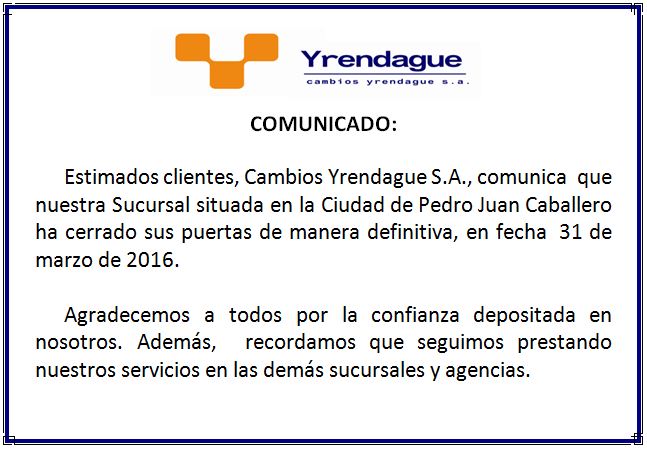 Yrendague
cambios yrendague s.a.
COMUNICADO:
Estimados clientes, Cambios Yrendague S.A., comunica que
nuestra Sucursal situada en la Ciudad de Pedro Juan Caballero
ha cerrado sus puertas de manera definitiva, en fecha 31 de
marzo de 2016.
Agradecemos a todos por la confianza depositada en
nosotros. Además, recordamos que seguimos prestando
nuestros servicios en las demás sucursales y agencias.